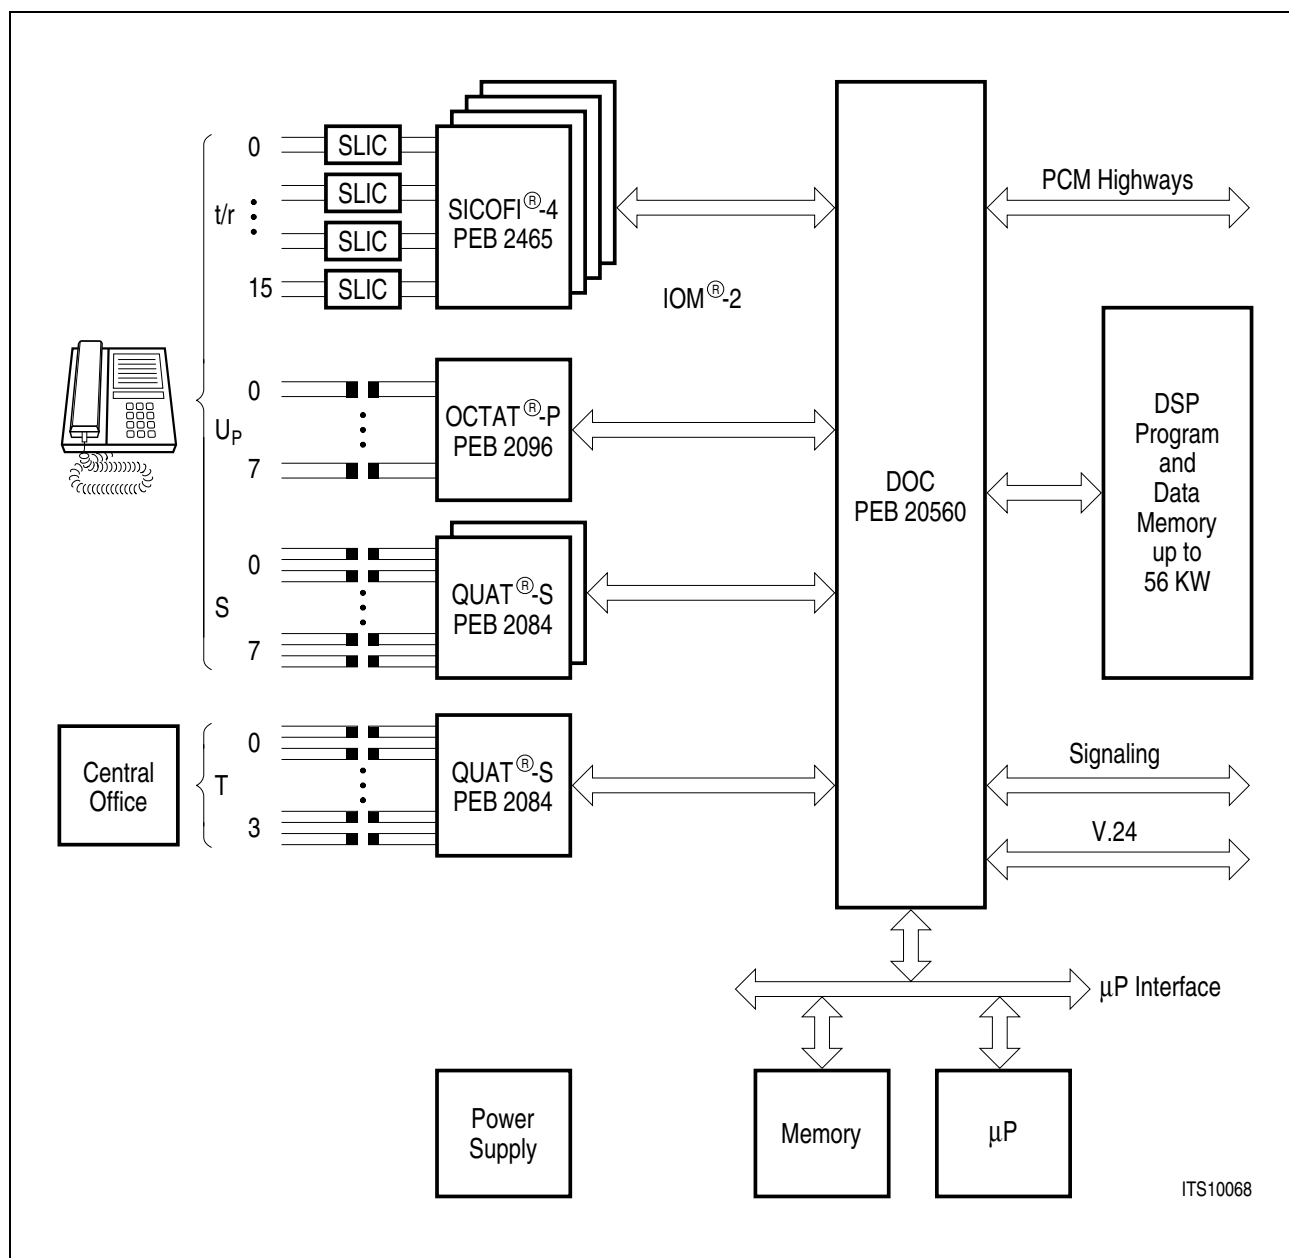 0
SLIC
SLIC
t/r
SLIC
15
SLIC
SICOFI®-4
PEB 2465
IOM®-2
PCM Highways
0
UP
7
OCTAT®-P
PEB 2096
DOC
PEB 20560
DSP
Program
and
Data
Memory
up to
56 KW
0
S
7
QUAT®-S
PEB 2084
Central
Office
0
T
3
QUAT®-S
PEB 2084
Signaling
V.24
µP Interface
Power
Supply
Memory
µP
ITS10068